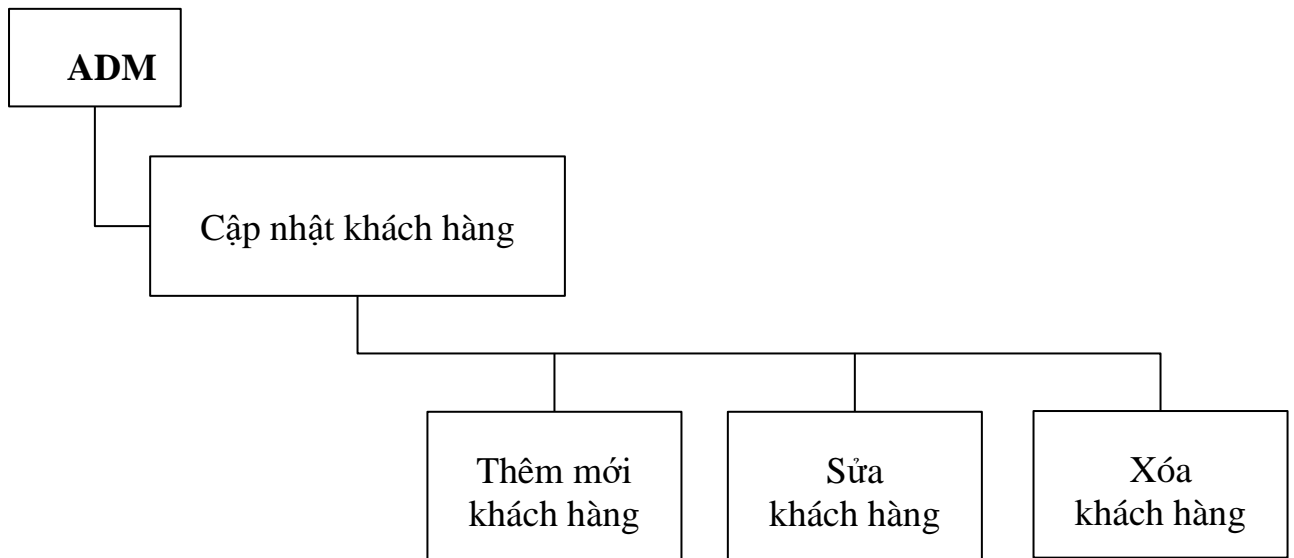 ADM
Cập nhật khách hàng
Thêm mới
khách hàng
Sửa
khách hàng
Xóa
khách hàng